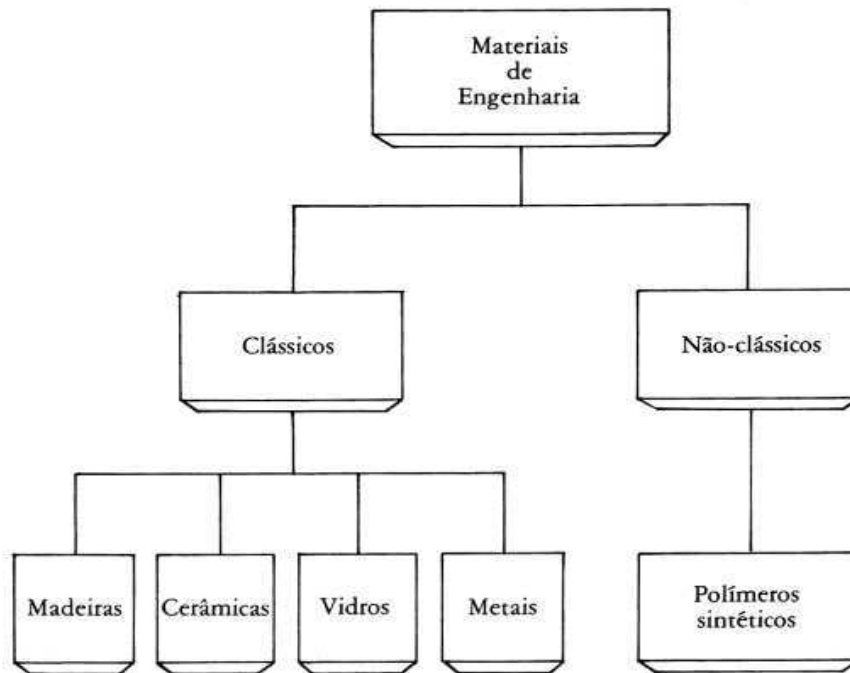 Materiais
de
Engenharia
Clássicos
Não-clássicos
Madeiras
Cerâmicas
Vidros
Metais
Polímeros
sintéticos